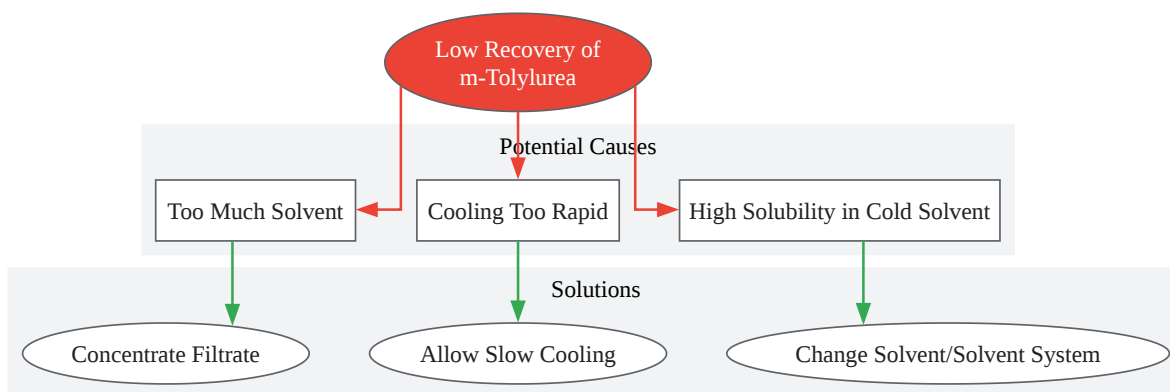 Low Recovery of
m-Tolylurea
Potential Causes
Too Much Solvent
Cooling Too Rapid
High Solubility in Cold Solvent
Solutions
Concentrate Filtrate
Allow Slow Cooling
Change Solvent/Solvent System